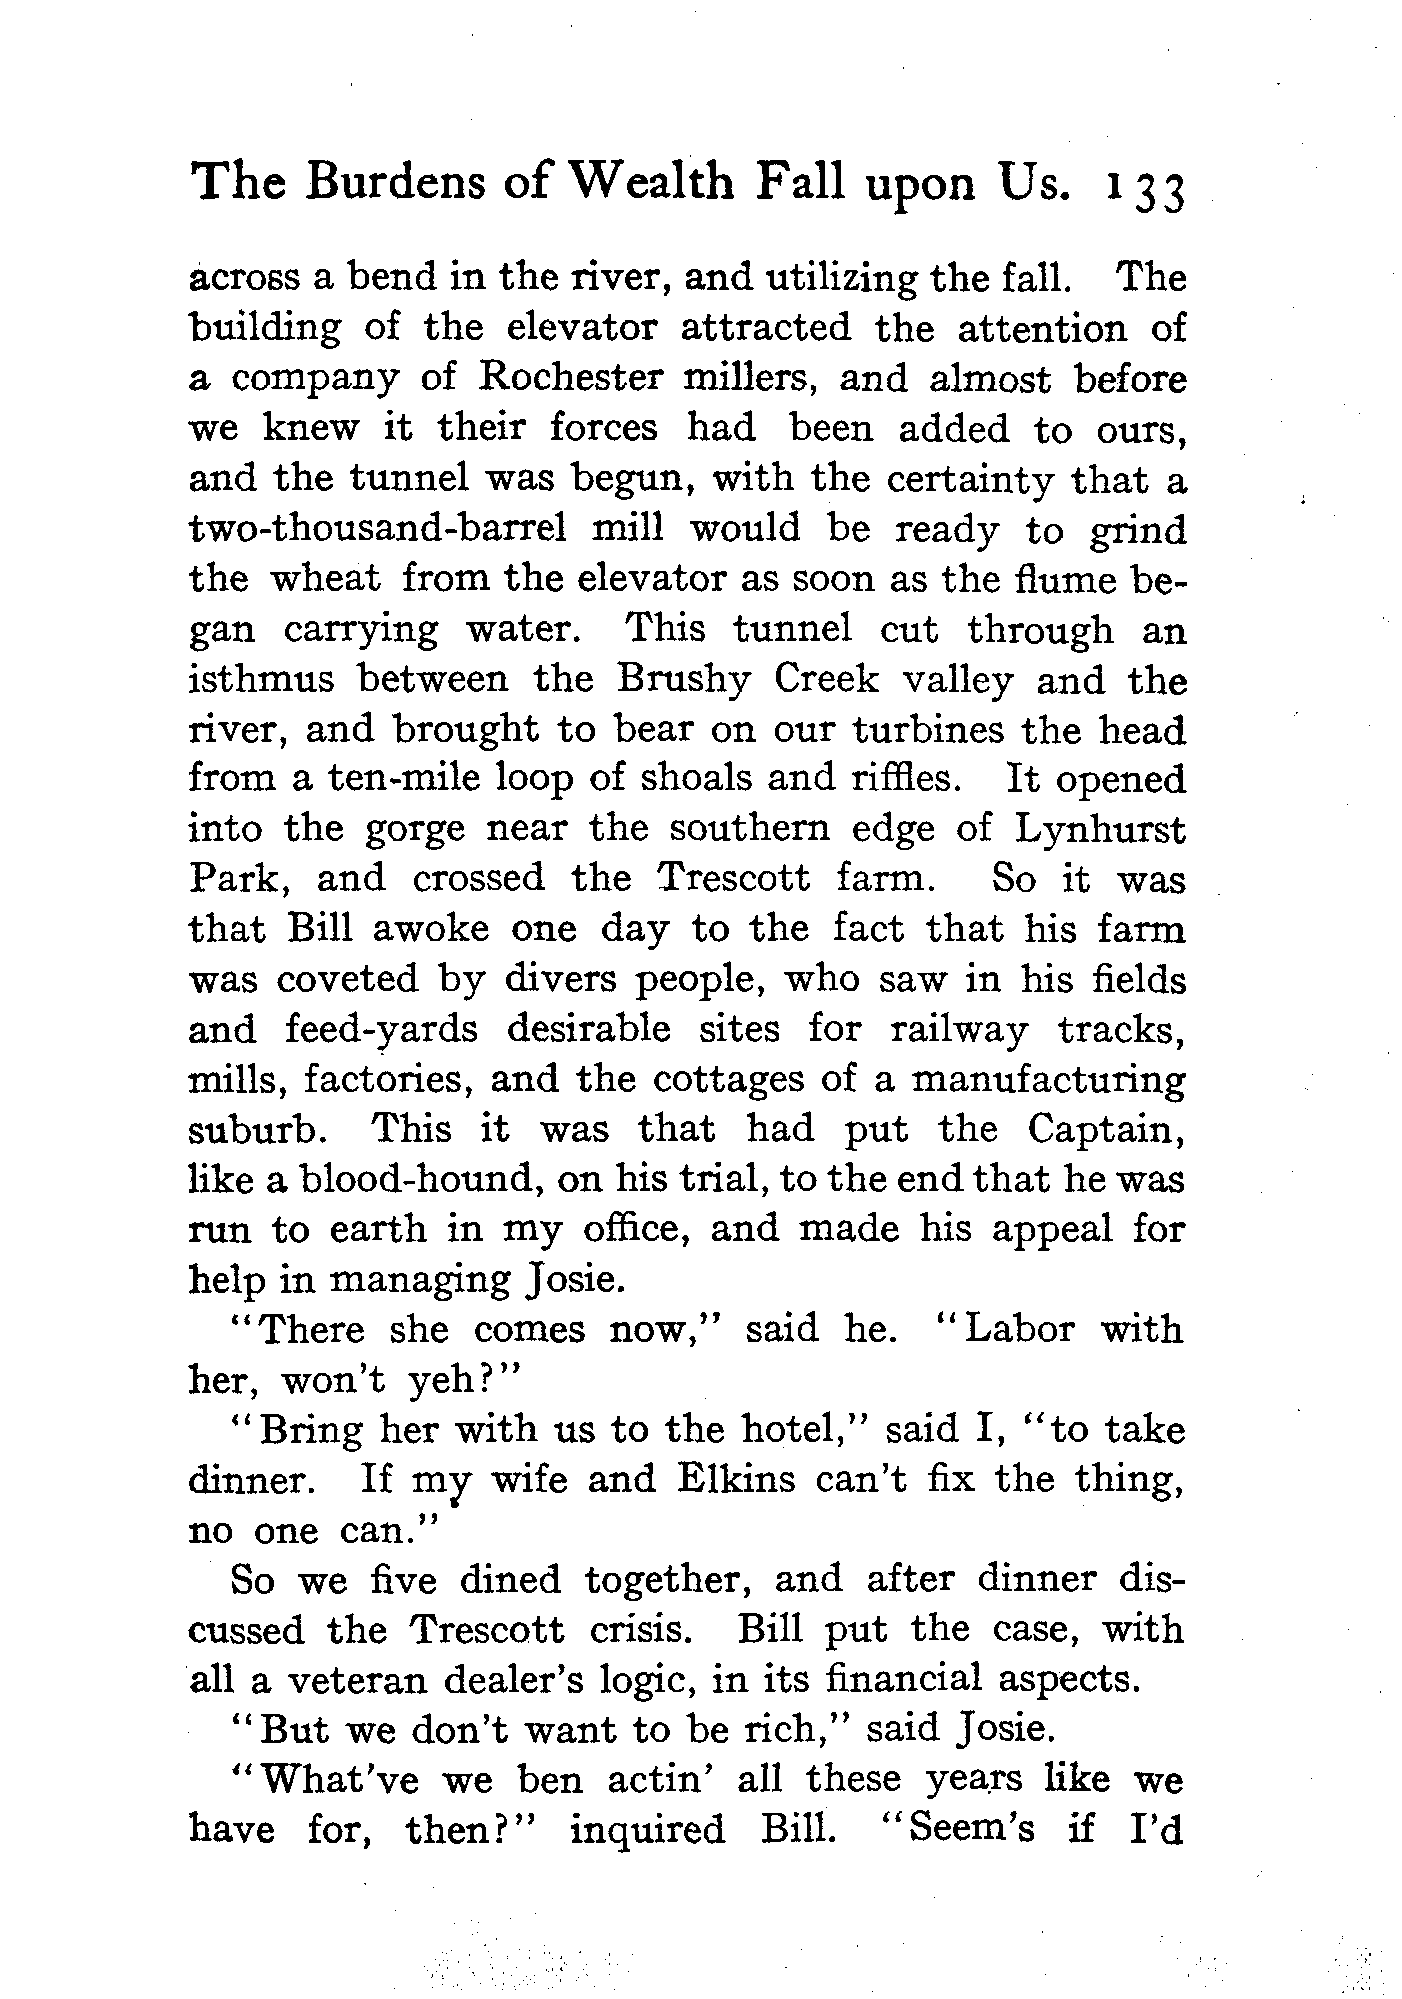 The Burdens of Wealth Fall upon Us. 133
across a bend in the river, and utilizing the fall. The
building of the elevator attracted the attention of
a company of Rochester millers, and almost before
we knew it their forces had been added to ours,
and the tunnel was begun, with the certainty that a
two-thousand-barrel mill would be ready to grind
the wheat from the elevator as soon as the flume be-
gan carrying water. This tunnel cut through an
isthmus between the Brushy Creek valley and the
river, and brought to bear on our turbines the head
from a ten-mile loop of shoals and riffles. It opened
into the gorge near the southern edge of Lynhurst
Park, and crossed the Trescott farm. So it was
that Bill awoke one day to the fact that his farm
was coveted by divers people, who saw in his fields
and feed-yards desirable sites for railway tracks,
mills, factories, and the cottages of a manufacturing
suburb. This it was that had put the Captain,
like a blood-hound, on his trial, to the end that he was
run to earth in my office, and made his appeal for
help in managing Josie.
"There she comes now," said he. "Labor with
her, won't yeh?"
"Bring her with us to the hotel," said I, "to take
dinner. If my wife and Elkins can't fix the thing,
no one can."
So we five dined together, and after dinner dis-
cussed the Trescott crisis. Bill put the case, with
all a veteran dealer's logic, in its financial aspects.
"But we don't want to be rich," said Josie.
"What've we ben actin' all these years like we
have for, then?" inquired Bill. "Seem's if I'd